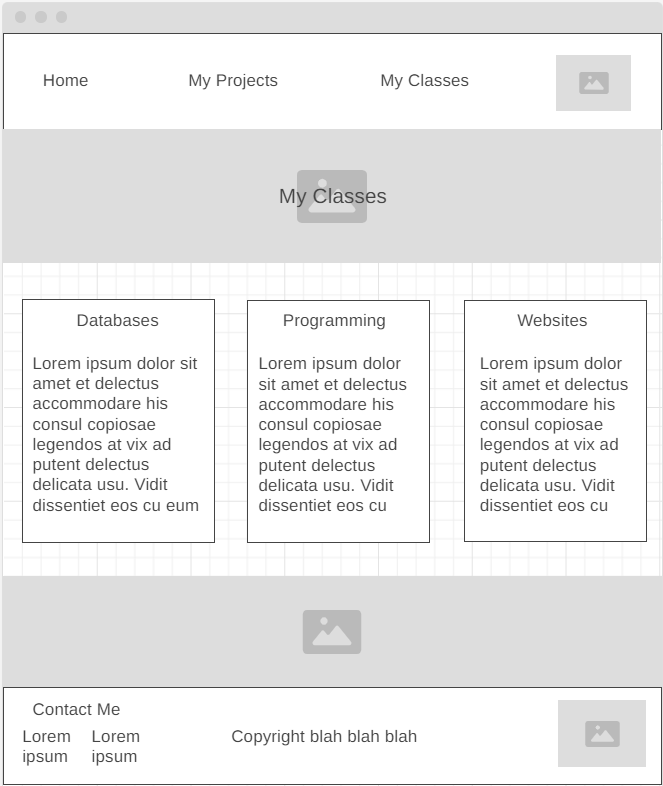 Home
My Projects
My Classes
My Classes
Databases
Lorem ipsum dolor sit
amet et delectus
accommodare his
consul copiosae
legendos at vix ad
putent delectus
delicata usu. Vidit
dissentiet eos cu eum
Programming
Lorem ipsum dolor
sit amet et delectus
accommodare his
consul copiosae
legendos at vix ad
putent delectus
delicata usu. Vidit
dissentiet eos cu
Websites
Lorem ipsum dolor
sit amet et delectus
accommodare his
consul copiosae
legendos at vix ad
putent delectus
delicata usu. Vidit
dissentiet eos cu
Contact Me
Lorem
ipsum
Lorem
ipsum
Copyright blah blah blah